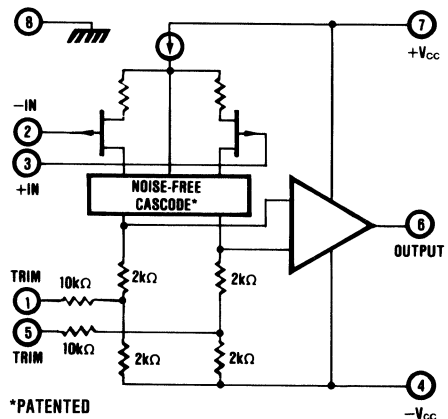 8
7
+VCC
−IN
2
3
+IN
NOISE-FREE
CASCODE*
6
OUTPUT
TRIM
10kΩ
2kΩ
2kΩ
1
5
10kΩ
TRIM
2kΩ
2kΩ
4
−VCC
*PATENTED